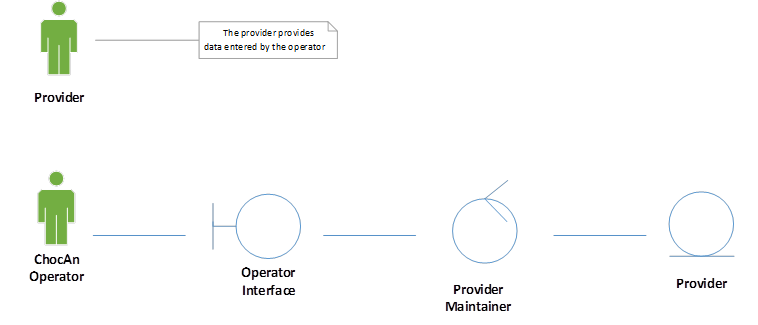 The provider provides
data entered by the operator
Provider
ChocAn
Operator
Operator
Interface
Provider
Maintainer
Provider